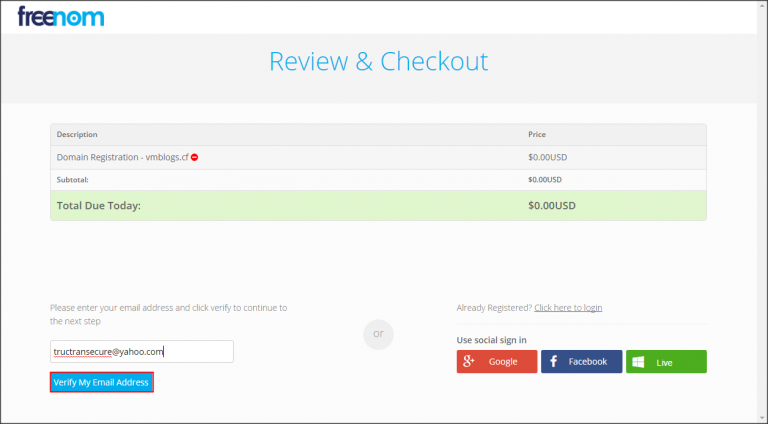 freenom
Review & Checkout
Description Price
Domain Registration - vmblogs.cf $0.00USD
Subtotal: $0.00USD
Total Due Today: $0.00USD
Please enter your email address and click verify to continue to
the next step
tructransecure@yahoo.com
Verify My Email Address
or
Already Registered? Click here to login
Use social sign in
Google
Facebook
Live